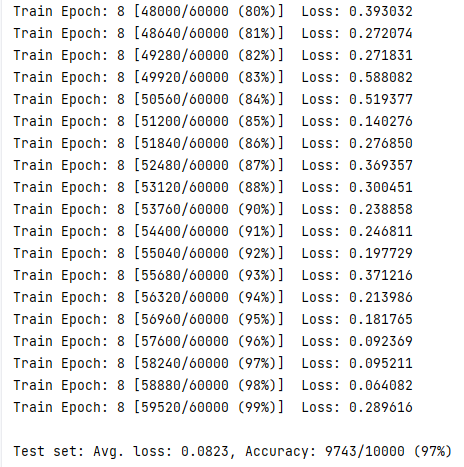 Train Epoch: 8 [48000/60000 (80%)]	Loss: 0.393032
Train Epoch: 8 [48640/60000 (81%)]	Loss: 0.272074
Train Epoch: 8 [49280/60000 (82%)]	Loss: 0.271831
Train Epoch: 8 [49920/60000 (83%)]	Loss: 0.588082
Train Epoch: 8 [50560/60000 (84%)]	Loss: 0.519377
Train Epoch: 8 [51200/60000 (85%)]	Loss: 0.140276
Train Epoch: 8 [51840/60000 (86%)]	Loss: 0.276850
Train Epoch: 8 [52480/60000 (87%)]	Loss: 0.369357
Train Epoch: 8 [53120/60000 (88%)]	Loss: 0.300451
Train Epoch: 8 [53760/60000 (90%)]	Loss: 0.238858
Train Epoch: 8 [54400/60000 (91%)]	Loss: 0.246811
Train Epoch: 8 [55040/60000 (92%)]	Loss: 0.197729
Train Epoch: 8 [55680/60000 (93%)]	Loss: 0.371216
Train Epoch: 8 [56320/60000 (94%)]	Loss: 0.213986
Train Epoch: 8 [56960/60000 (95%)]	Loss: 0.181765
Train Epoch: 8 [57600/60000 (96%)]	Loss: 0.092369
Train Epoch: 8 [58240/60000 (97%)]	Loss: 0.095211
Train Epoch: 8 [58880/60000 (98%)]	Loss: 0.064082
Train Epoch: 8 [59520/60000 (99%)]	Loss: 0.289616
Test set: Avg. loss: 0.0823, Accuracy: 9743/10000 (97%)